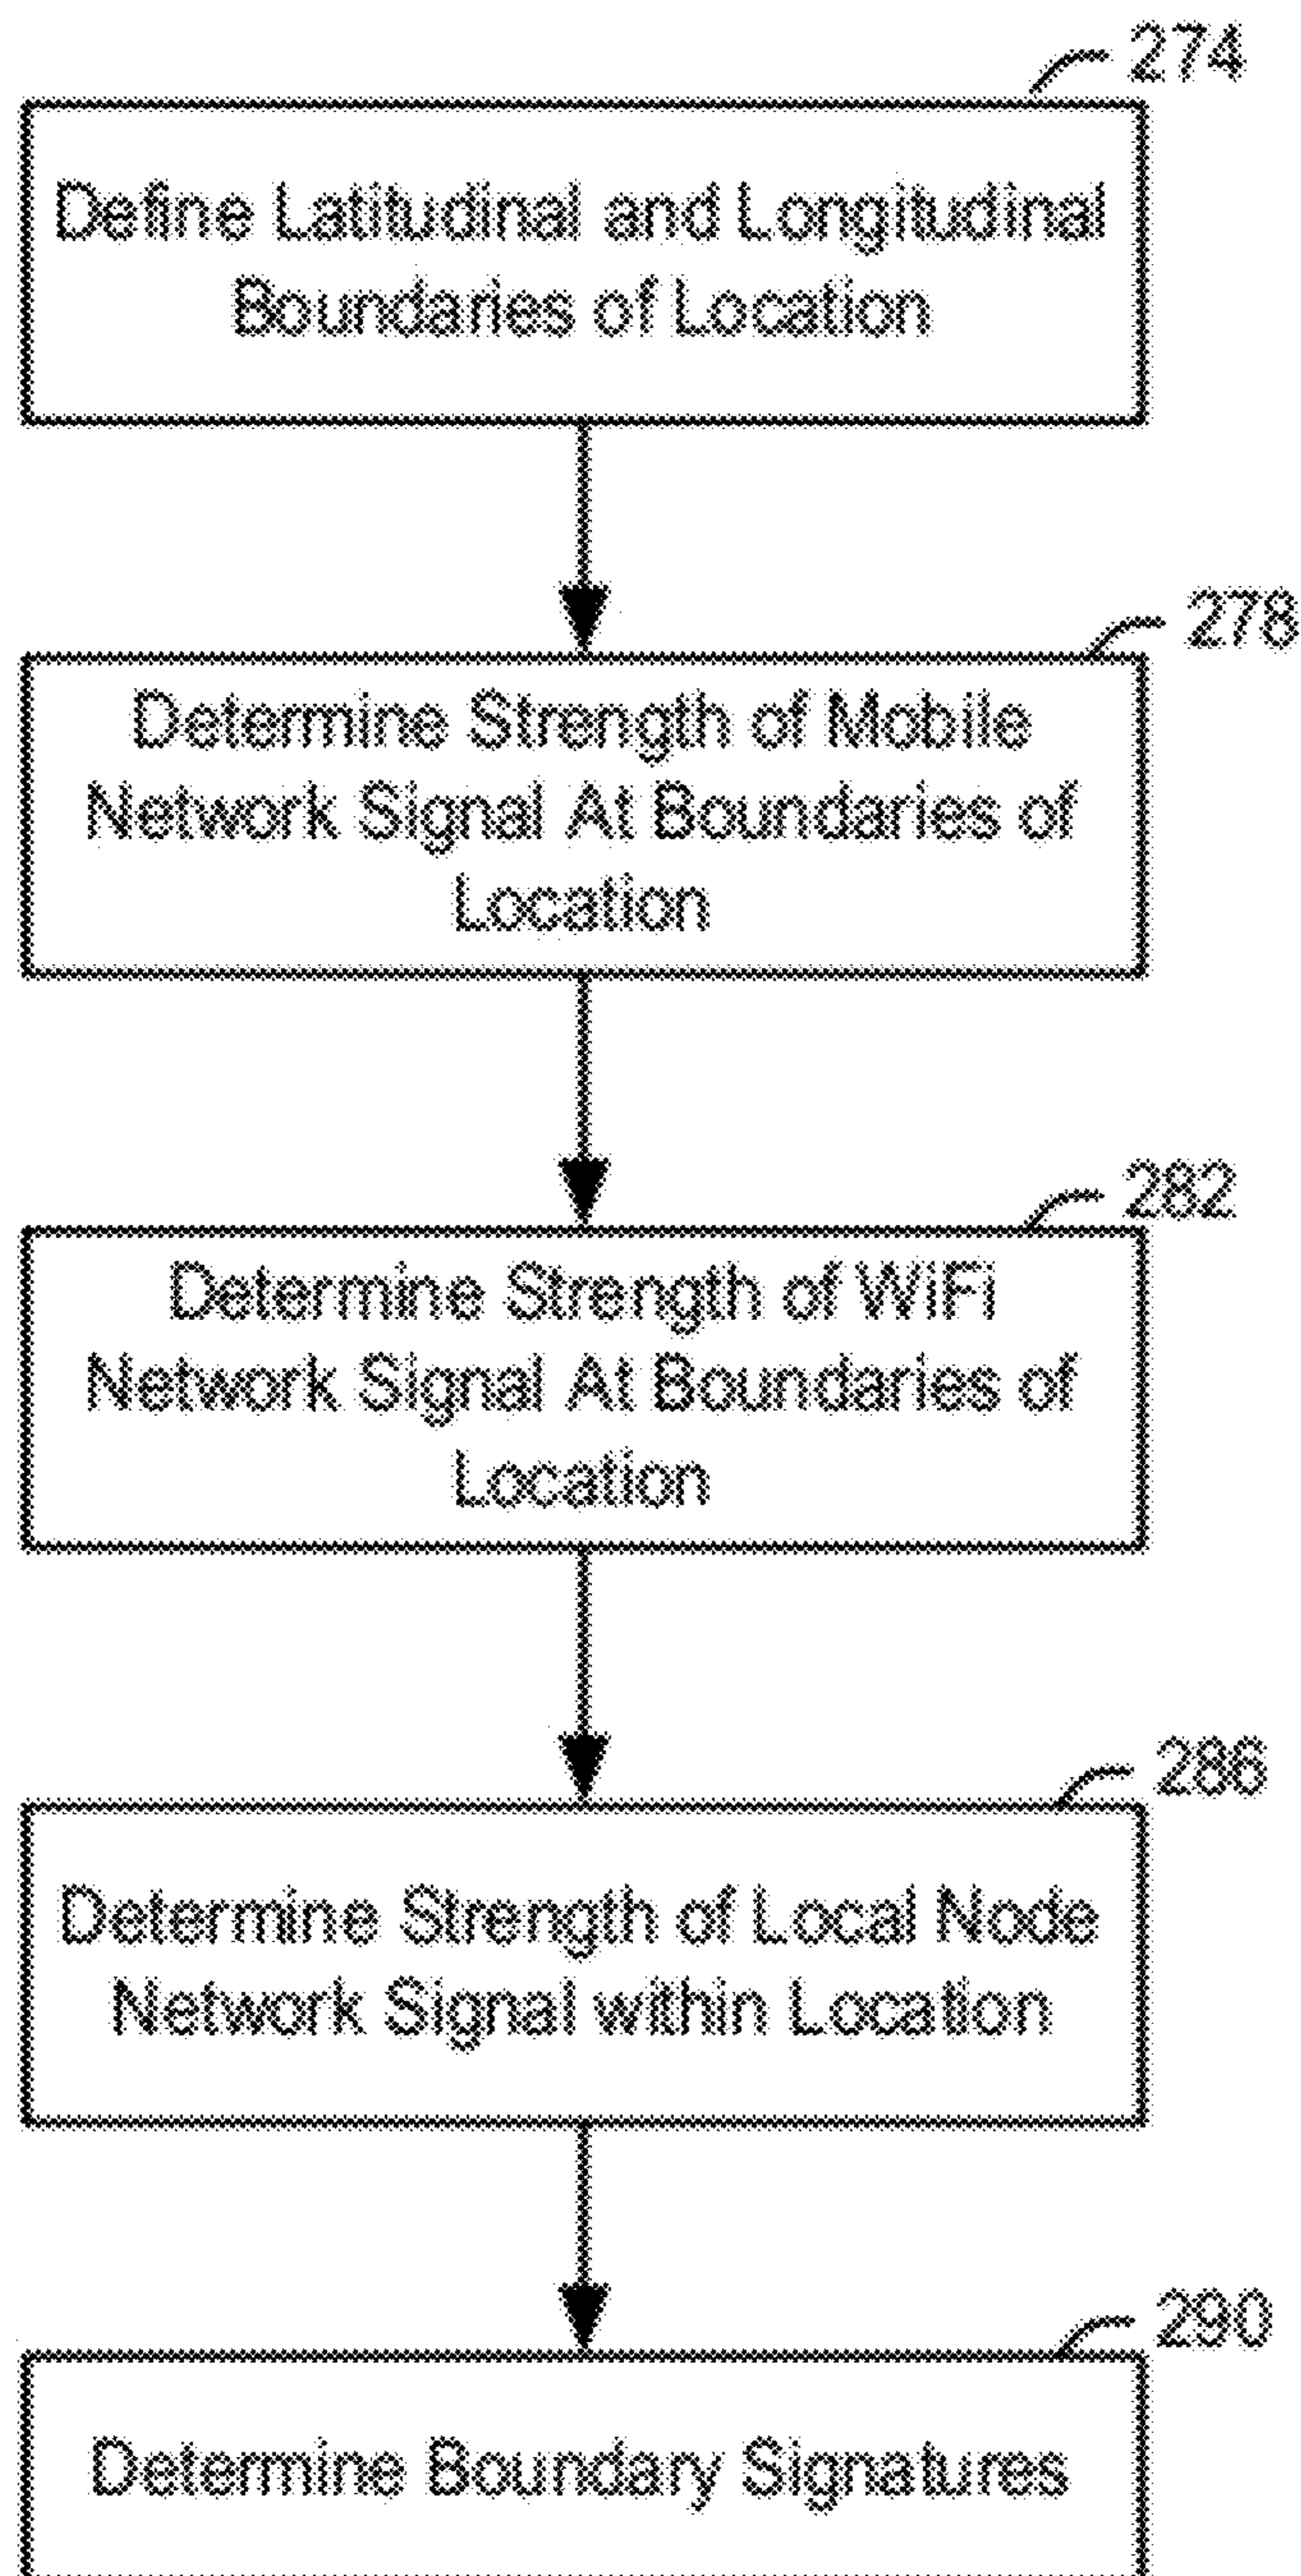 274
Define Latitudinal and Longitudinal
Boundaries of Location
278
Determine Strength of Mobile
Network Signal At Boundaries of
Location
282
Determine Strength of WiFi
Network Signal At Boundaries of
Location
286
Determine Strength of Local Node
Network Signal within Location
290
Determine Boundary Signatures